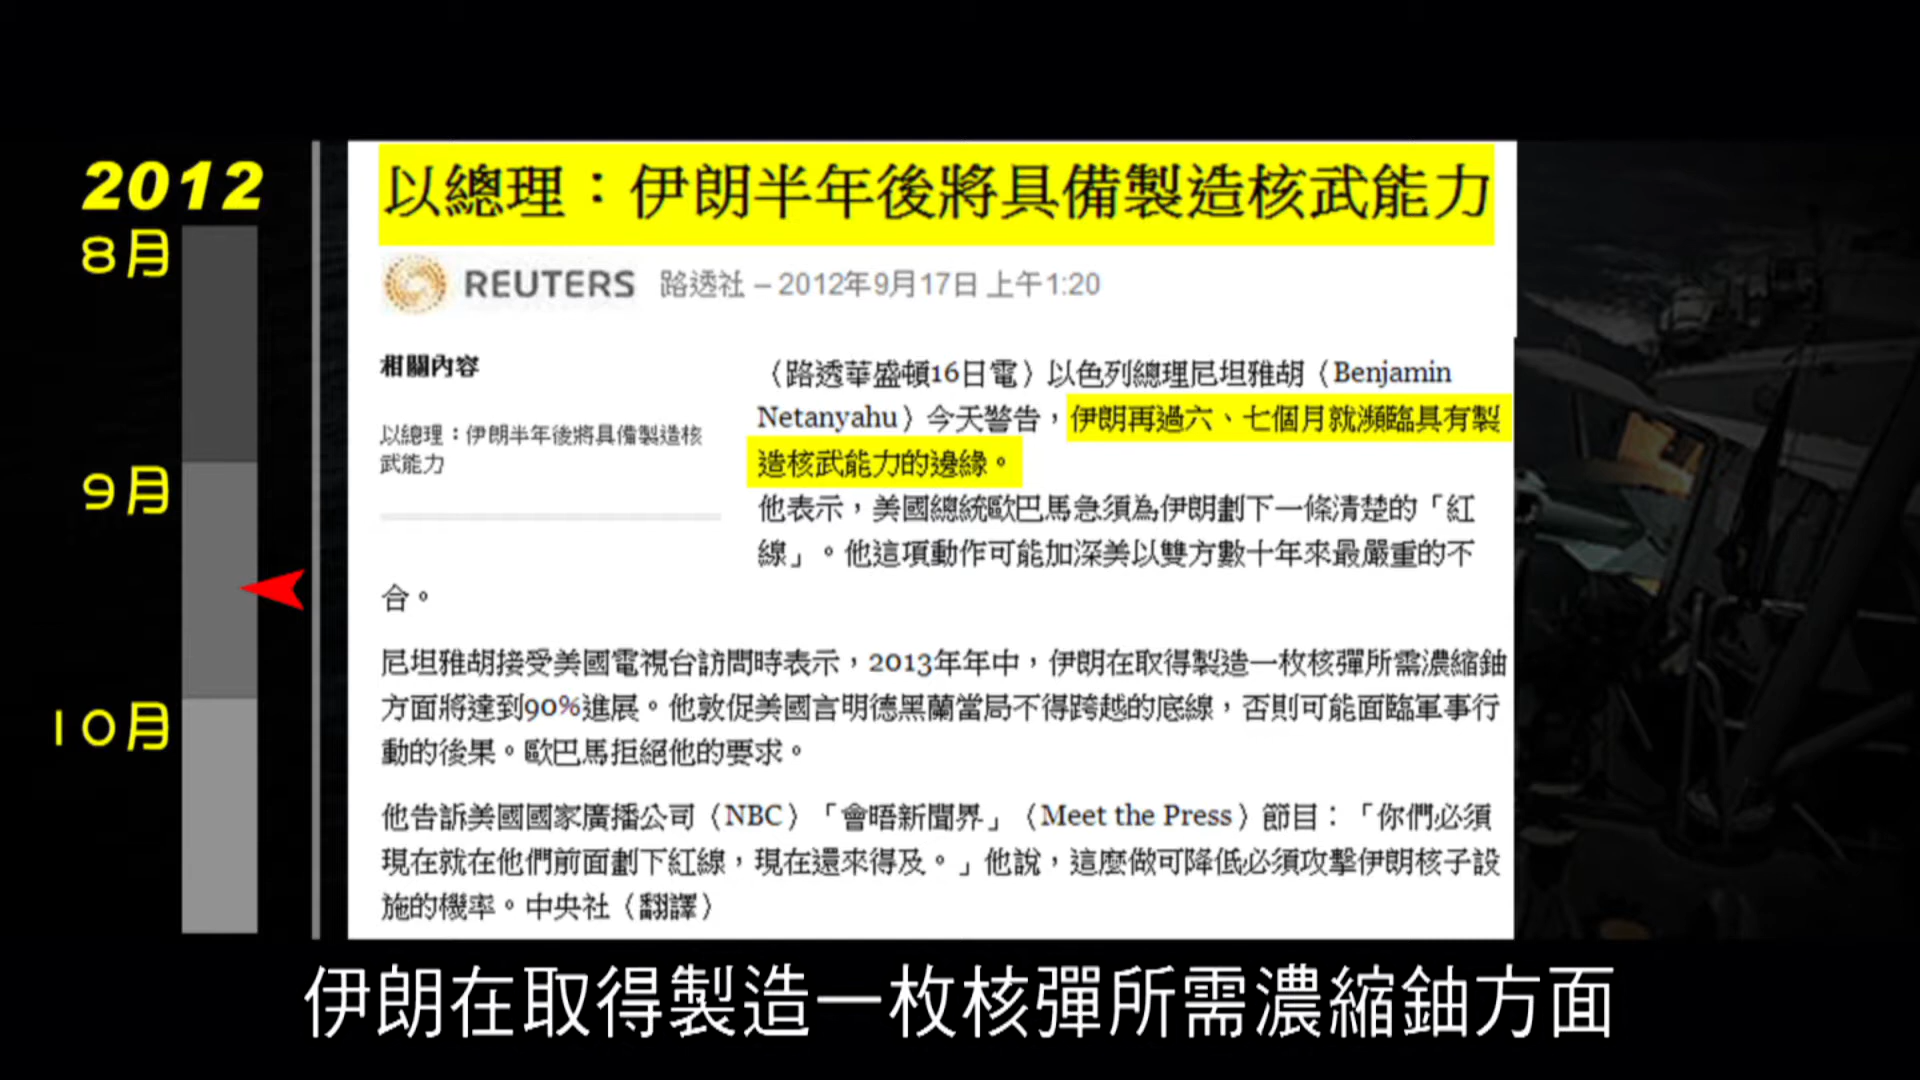 2012
8月
9月
10月
以總理：伊朗半年後將具備製造核武能力
REUTERS 路透社 – 2012年9月17日 上午1:20
相關內容
以總理：伊朗半年後將具備製造核
武能力
（路透華盛頓16日電）以色列總理尼坦雅胡（Benjamin
Netanyahu）今天警告，伊朗再過六、七個月就瀕臨具有製
造核武能力的邊緣。
他表示，美國總統歐巴馬急須為伊朗劃下一條清楚的「紅
線」。他這項動作可能加深美以雙方數十年來最嚴重的不
合。
尼坦雅胡接受美國電視台訪問時表示，2013年年中，伊朗在取得製造一枚核彈所需濃縮鈾
方面將達到90%進展。他敦促美國言明德黑蘭當局不得跨越的底線，否則可能面臨軍事行
動的後果。歐巴馬拒絕他的要求。
他告訴美國國家廣播公司（NBC）「會晤新聞界」（Meet the Press）節目：「你們必須
現在就在他們前面劃下紅線，現在還來得及。」他說，這麼做可降低必須攻擊伊朗核子設
施的機率。中央社（翻譯）
伊朗在取得製造一枚核彈所需濃縮鈾方面